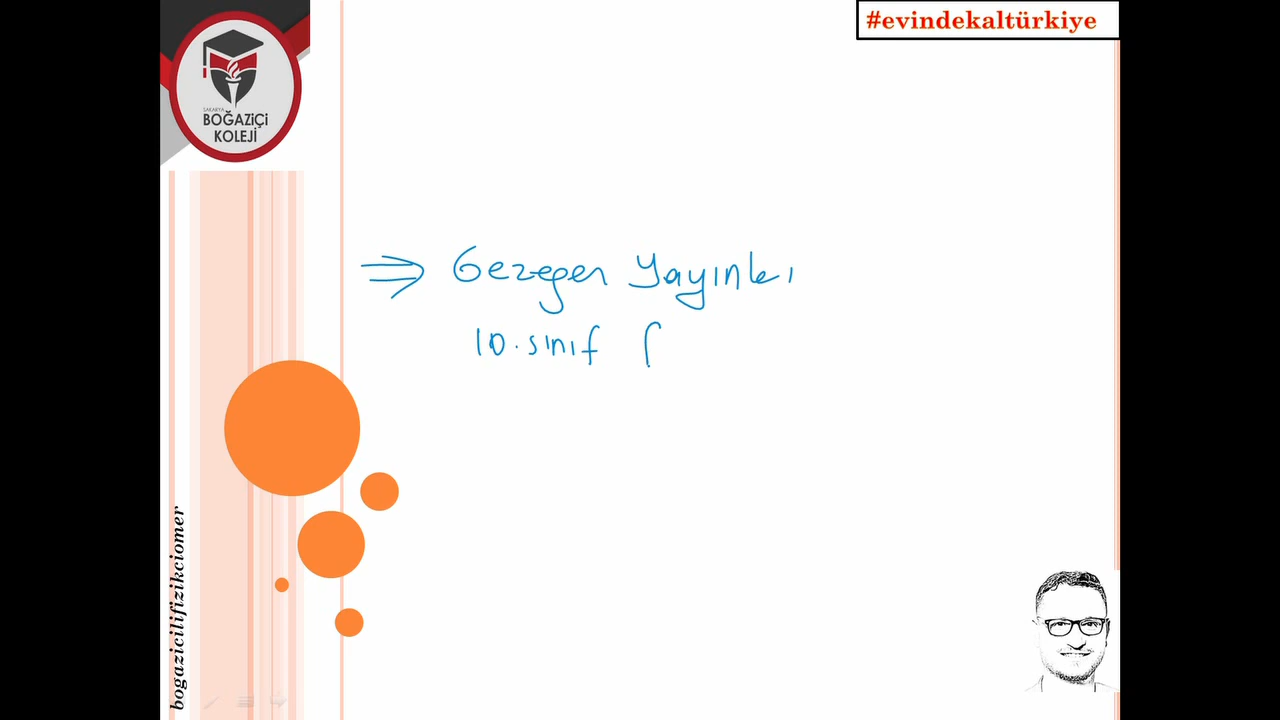 #evindekaltürkiye
SAKARYA
BOĞAZİÇİ
KOLEJİ
⇒ Gezegen Yayınları
10.sınıf
bogazicilifizikciomer